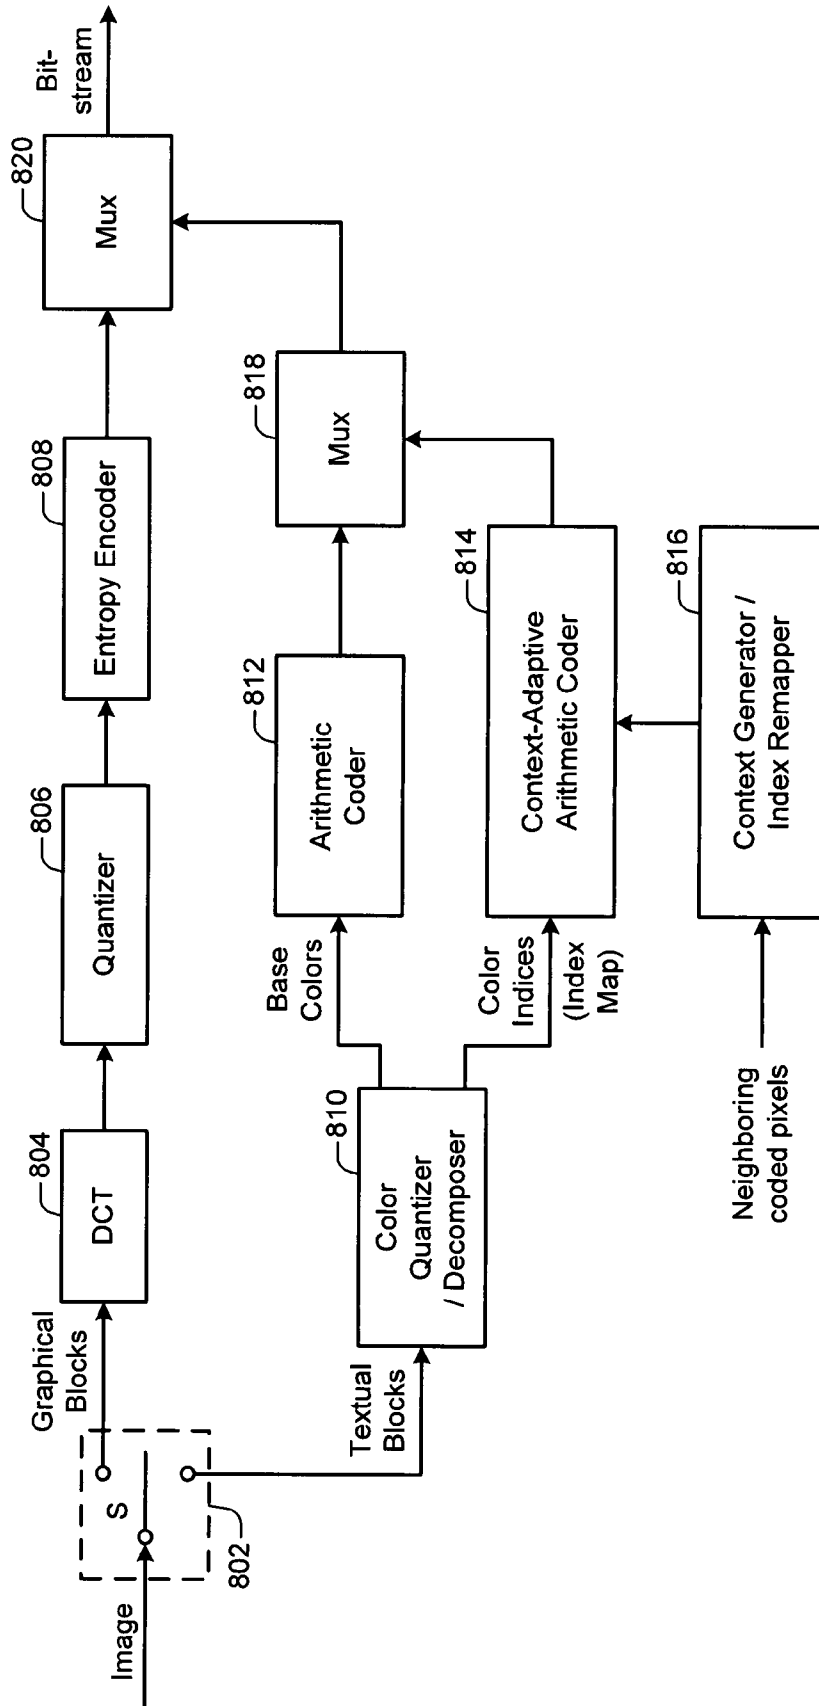 Image
S
802
Graphical
Blocks
804
DCT
806
Quantizer
808
Entropy Encoder
820
Mux
Bit-
stream
Textual
Blocks
810
Color
Quantizer
/ Decomposer
Base
Colors
812
Arithmetic
Coder
818
Mux
Color
Indices
(Index
Map)
814
Context-Adaptive
Arithmetic Coder
Neighboring
coded pixels
816
Context Generator /
Index Remapper